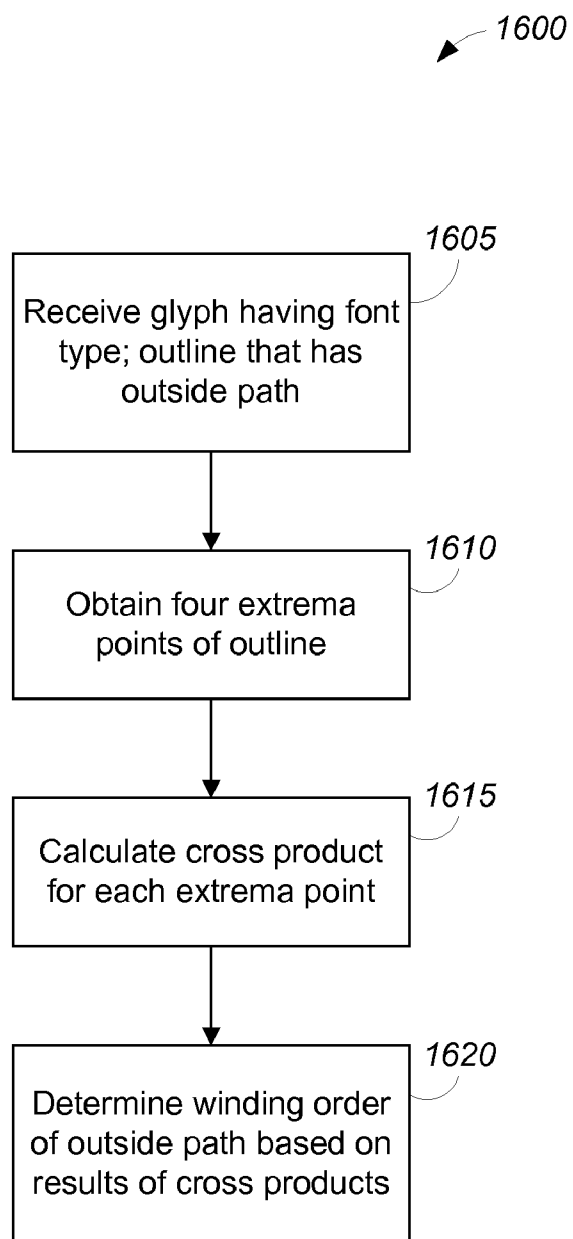 1600
1605
Receive glyph having font
type; outline that has
outside path
1610
Obtain four extrema
points of outline
1615
Calculate cross product
for each extrema point
1620
Determine winding order
of outside path based on
results of cross products